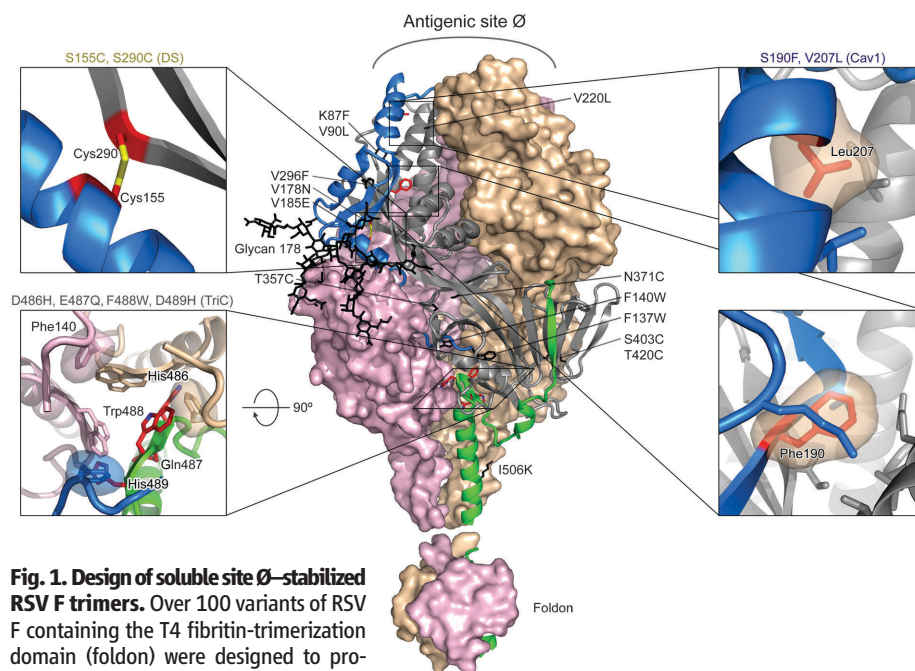 Antigenic site Ø
S155C, S290C (DS)
Cys290
Cys155
K87F
V90L
V220L
V296F
V178N
V185E
Glycan 178
T357C
S190F, V207L (Cav1)
Leu207
D486H, E487Q, F488W, D489H (TriC)
Phe140
His486
Trp488
Gln487
His489
90º
N371C
F140W
F137W
S403C
T420C
I506K
Phe190
Foldon
Fig. 1. Design of soluble site Ø–stabilized
RSV F trimers. Over 100 variants of RSV
F containing the T4 fibritin-trimerization
domain (foldon) were designed to pro-